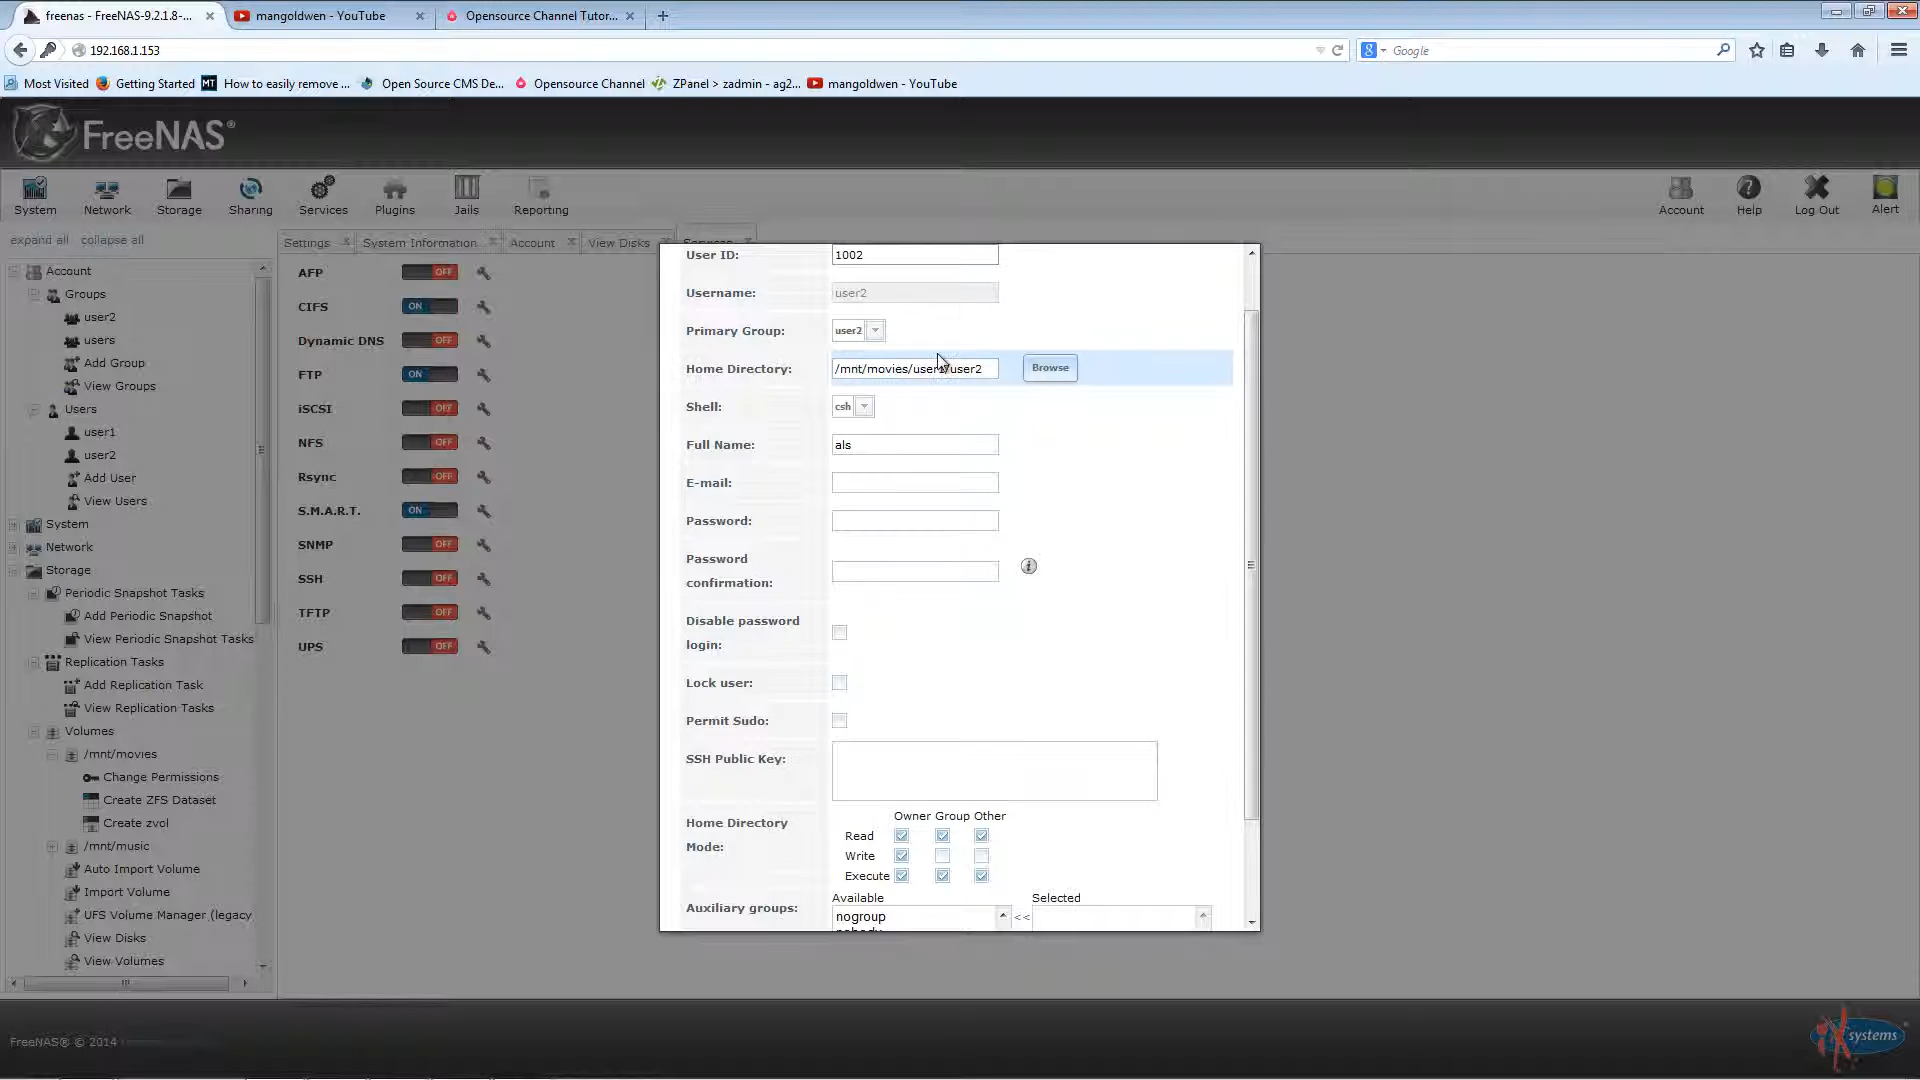 freenas - FreeNAS-9.2.1.8-...
mangoldwen - YouTube
Opensource Channel Tutor...
192.168.1.153
Google
Most Visited
Getting Started
MT
How to easily remove ...
Open Source CMS De...
Opensource Channel
ZPanel > zadmin - ag2...
mangoldwen - YouTube
FreeNAS®
System
Network
Storage
Sharing
Services
Plugins
Jails
Reporting
Account
Help
Log Out
Alert
expand all
collapse all
Settings
System Information
Account
View Disks
Account
Groups
user2
users
Add Group
View Groups
Users
user1
user2
Add User
View Users
System
Network
Storage
Periodic Snapshot Tasks
Add Periodic Snapshot
View Periodic Snapshot Tasks
Replication Tasks
Add Replication Task
View Replication Tasks
Volumes
/mnt/movies
Change Permissions
Create ZFS Dataset
Create zvol
/mnt/music
Auto Import Volume
Import Volume
UFS Volume Manager (legacy
View Disks
View Volumes
AFP OFF
CIFS ON
Dynamic DNS OFF
FTP ON
iSCSI OFF
NFS OFF
Rsync OFF
S.M.A.R.T. ON
SNMP OFF
SSH OFF
TFTP OFF
UPS OFF
User ID: 1002
Username: user2
Primary Group: user2
Home Directory: /mnt/movies/user1/user2 Browse
Shell: csh
Full Name: als
E-mail:
Password:
Password
confirmation:
Disable password
login:
Lock user:
Permit Sudo:
SSH Public Key:
Home Directory
Mode:
Owner Group Other
Read
Write
Execute
Auxiliary groups:
Available
Selected
nogroup
<<
FreeNAS® © 2014
systems